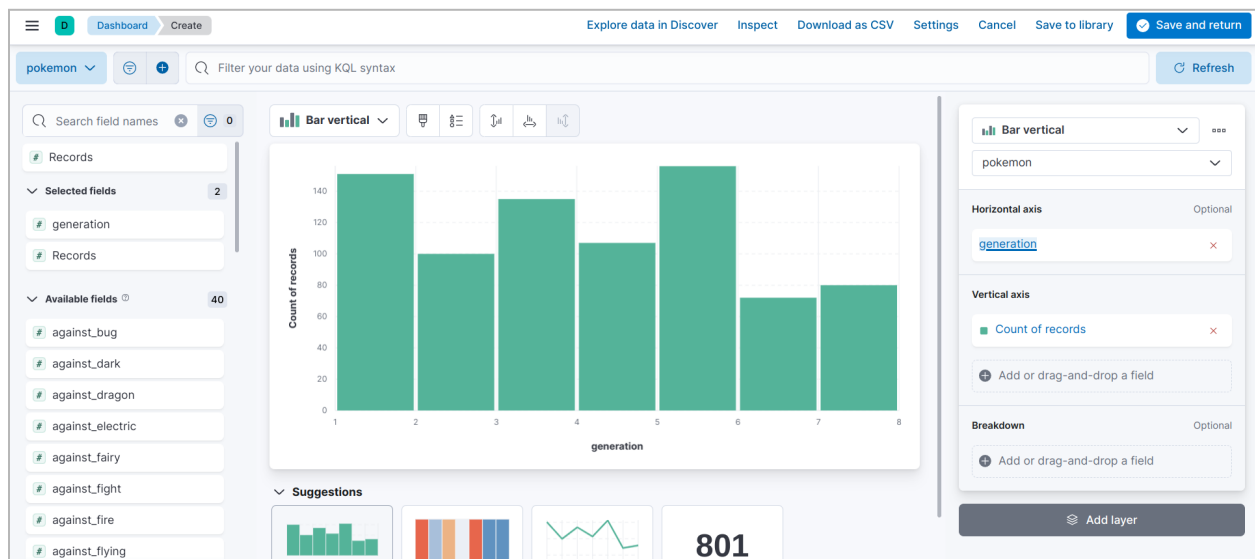 D Dashboard Create Explore data in Discover Inspect Download as CSV Settings Cancel Save to library Save and return
pokemon Filter your data using KQL syntax Refresh
Search field names 0
# Records
Selected fields 2
# generation
# Records
Available fields 40
# against_bug
# against_dark
# against_dragon
# against_electric
# against_fairy
# against_fight
# against_fire
# against_flying
Bar vertical
Count of records
140
120
100
80
60
40
20
0
1 2 3 4 5 6 7 8
generation
Suggestions
801
Bar vertical
pokemon
Horizontal axis Optional
generation
Vertical axis
Count of records
Add or drag-and-drop a field
Breakdown Optional
Add or drag-and-drop a field
Add layer